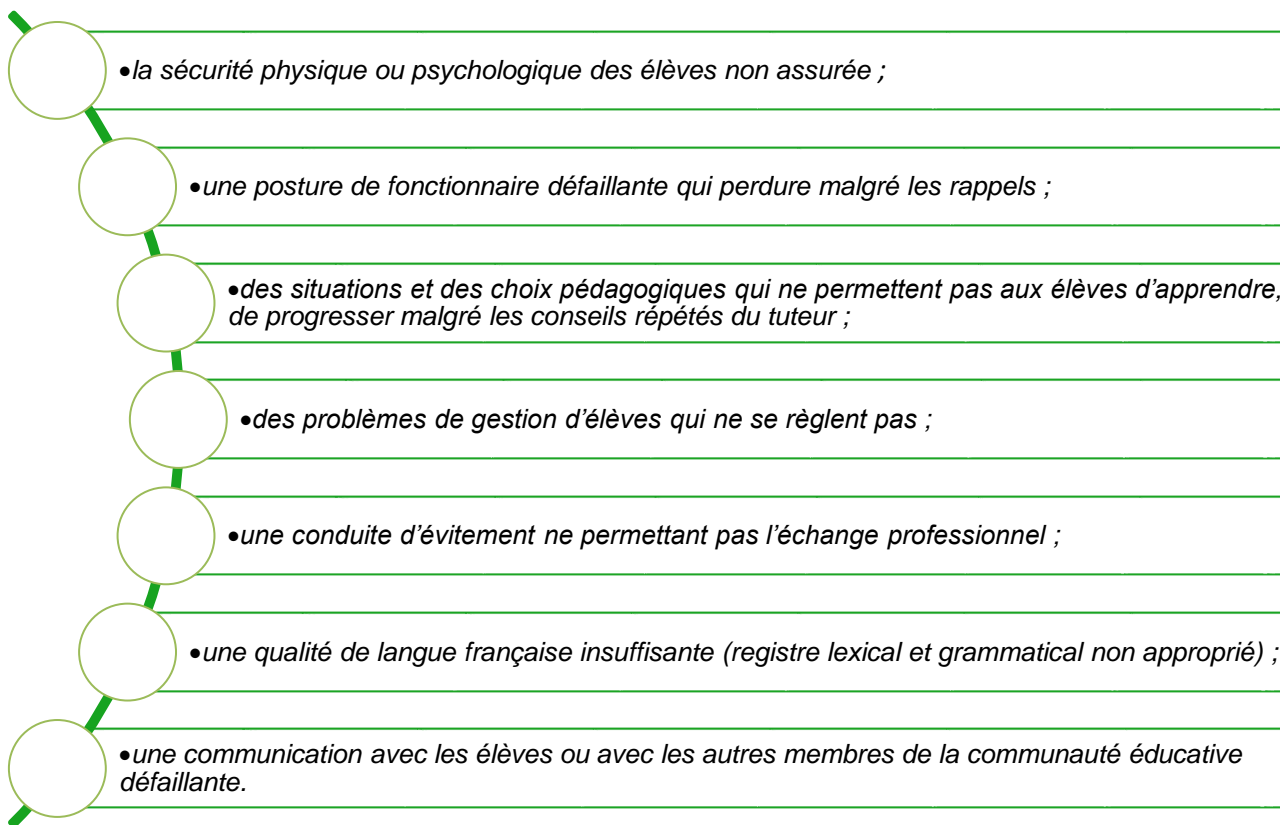 •la sécurité physique ou psychologique des élèves non assurée ;
•une posture de fonctionnaire défaillante qui perdure malgré les rappels ;
•des situations et des choix pédagogiques qui ne permettent pas aux élèves d’apprendre,
de progresser malgré les conseils répétés du tuteur ;
•des problèmes de gestion d’élèves qui ne se règlent pas ;
•une conduite d’évitement ne permettant pas l’échange professionnel ;
•une qualité de langue française insuffisante (registre lexical et grammatical non approprié) ;
•une communication avec les élèves ou avec les autres membres de la communauté éducative
défaillante.